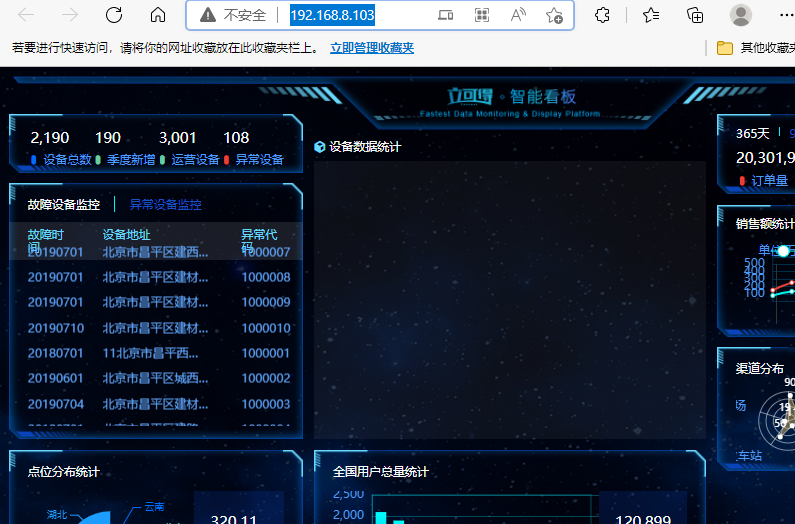 不安全 192.168.8.103
若要进行快速访问，请将你的网址收藏放在此收藏夹栏上。 立即管理收藏夹 其他收藏夹
立可得 · 智能看板
Fastest Data Monitoring & Display Platform
2,190 190 3,001 108
设备总数 季度新增 运营设备 异常设备
故障设备监控 异常设备监控
故障时间 设备地址 异常代码
20190701 北京市昌平区建西... 1000007
20190701 北京市昌平区建材... 1000008
20190701 北京市昌平区建材... 1000009
20190710 北京市昌平区建材... 1000010
20180701 11北京市昌平西... 1000001
20190601 北京市昌平区城西... 1000002
20190704 北京市昌平区建材... 1000003
点位分布统计
湖北 云南
320.11
设备数据统计
全国用户总量统计
2,500
2,000
120,899
365天
20,301,9
订单量
销售额统计
单位
500
400
300
200
100
渠道分布
90
场
车站